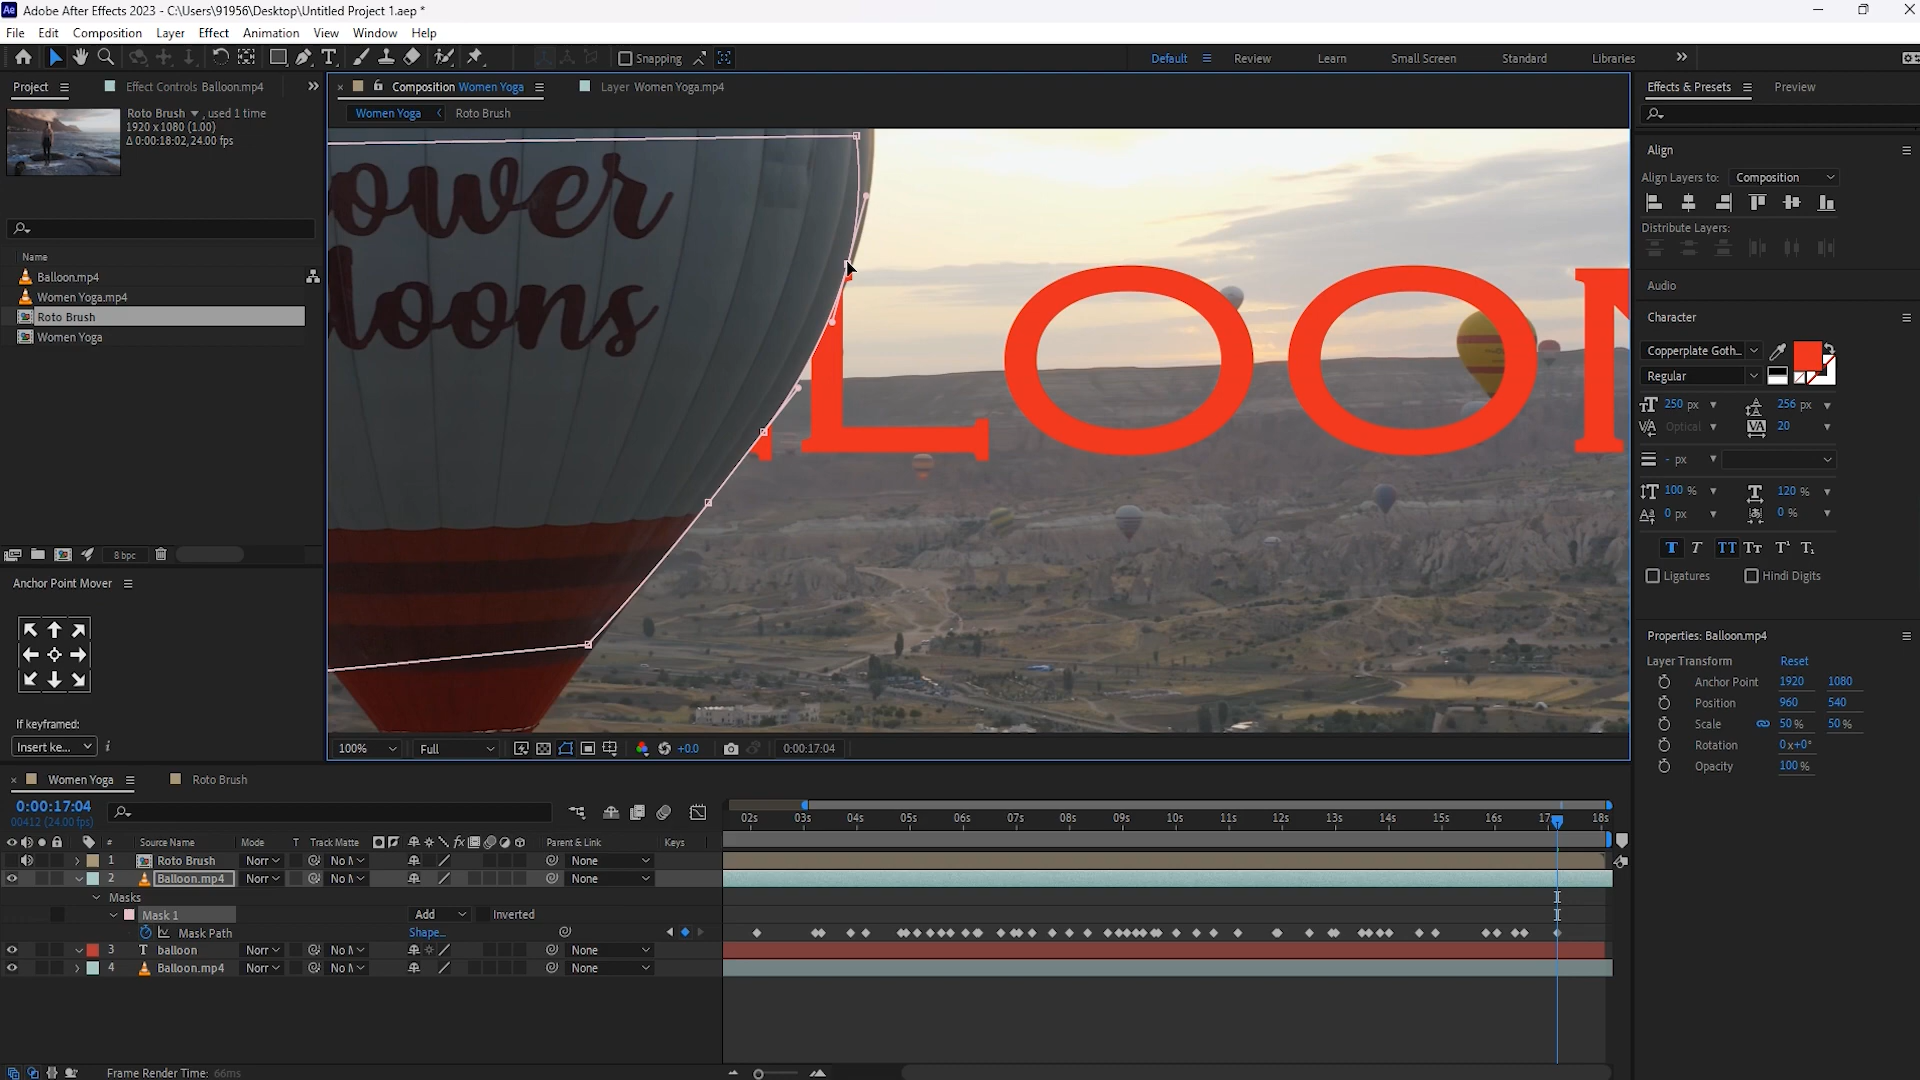 Adobe After Effects 2023 - C:\Users\91956\Desktop\Untitled Project 1.aep *
File Edit Composition Layer Effect Animation View Window Help
Snapping Default Review Learn Small Screen Standard Libraries
Project Effect Controls Balloon.mp4
Composition Women Yoga Layer Women Yoga.mp4
Effects & Presets Preview
Roto Brush , used 1 time
1920 x 1080 (1.00)
Δ 0:00:18:02, 24.00 fps
Women Yoga Roto Brush
ower
loons
LOON
Name
Balloon.mp4
Women Yoga.mp4
Roto Brush
Women Yoga
8 bpc
Anchor Point Mover
If keyframed:
Insert ke...
100% Full +0.0 0:00:17:04
Align
Align Layers to: Composition
Distribute Layers:
Audio
Character
Copperplate Goth...
Regular
250 px 256 px
Optical 20
- px
100 % 120 %
0 px 0 %
Ligatures Hindi Digits
Properties: Balloon.mp4
Layer Transform Reset
Anchor Point 1920 1080
Position 960 540
Scale 50 % 50 %
Rotation 0x+0°
Opacity 100 %
Women Yoga Roto Brush
0:00:17:04
00412 (24.00 fps)
02s 03s 04s 05s 06s 07s 08s 09s 10s 11s 12s 13s 14s 15s 16s 17s 18s
# Source Name Mode T Track Matte Parent & Link Keys
1 Roto Brush Norr No M None
2 Balloon.mp4 Norr No M None
Masks
Mask 1 Add Inverted
Mask Path Shape...
3 T balloon Norr No M None
4 Balloon.mp4 Norr No M None
Frame Render Time: 66ms